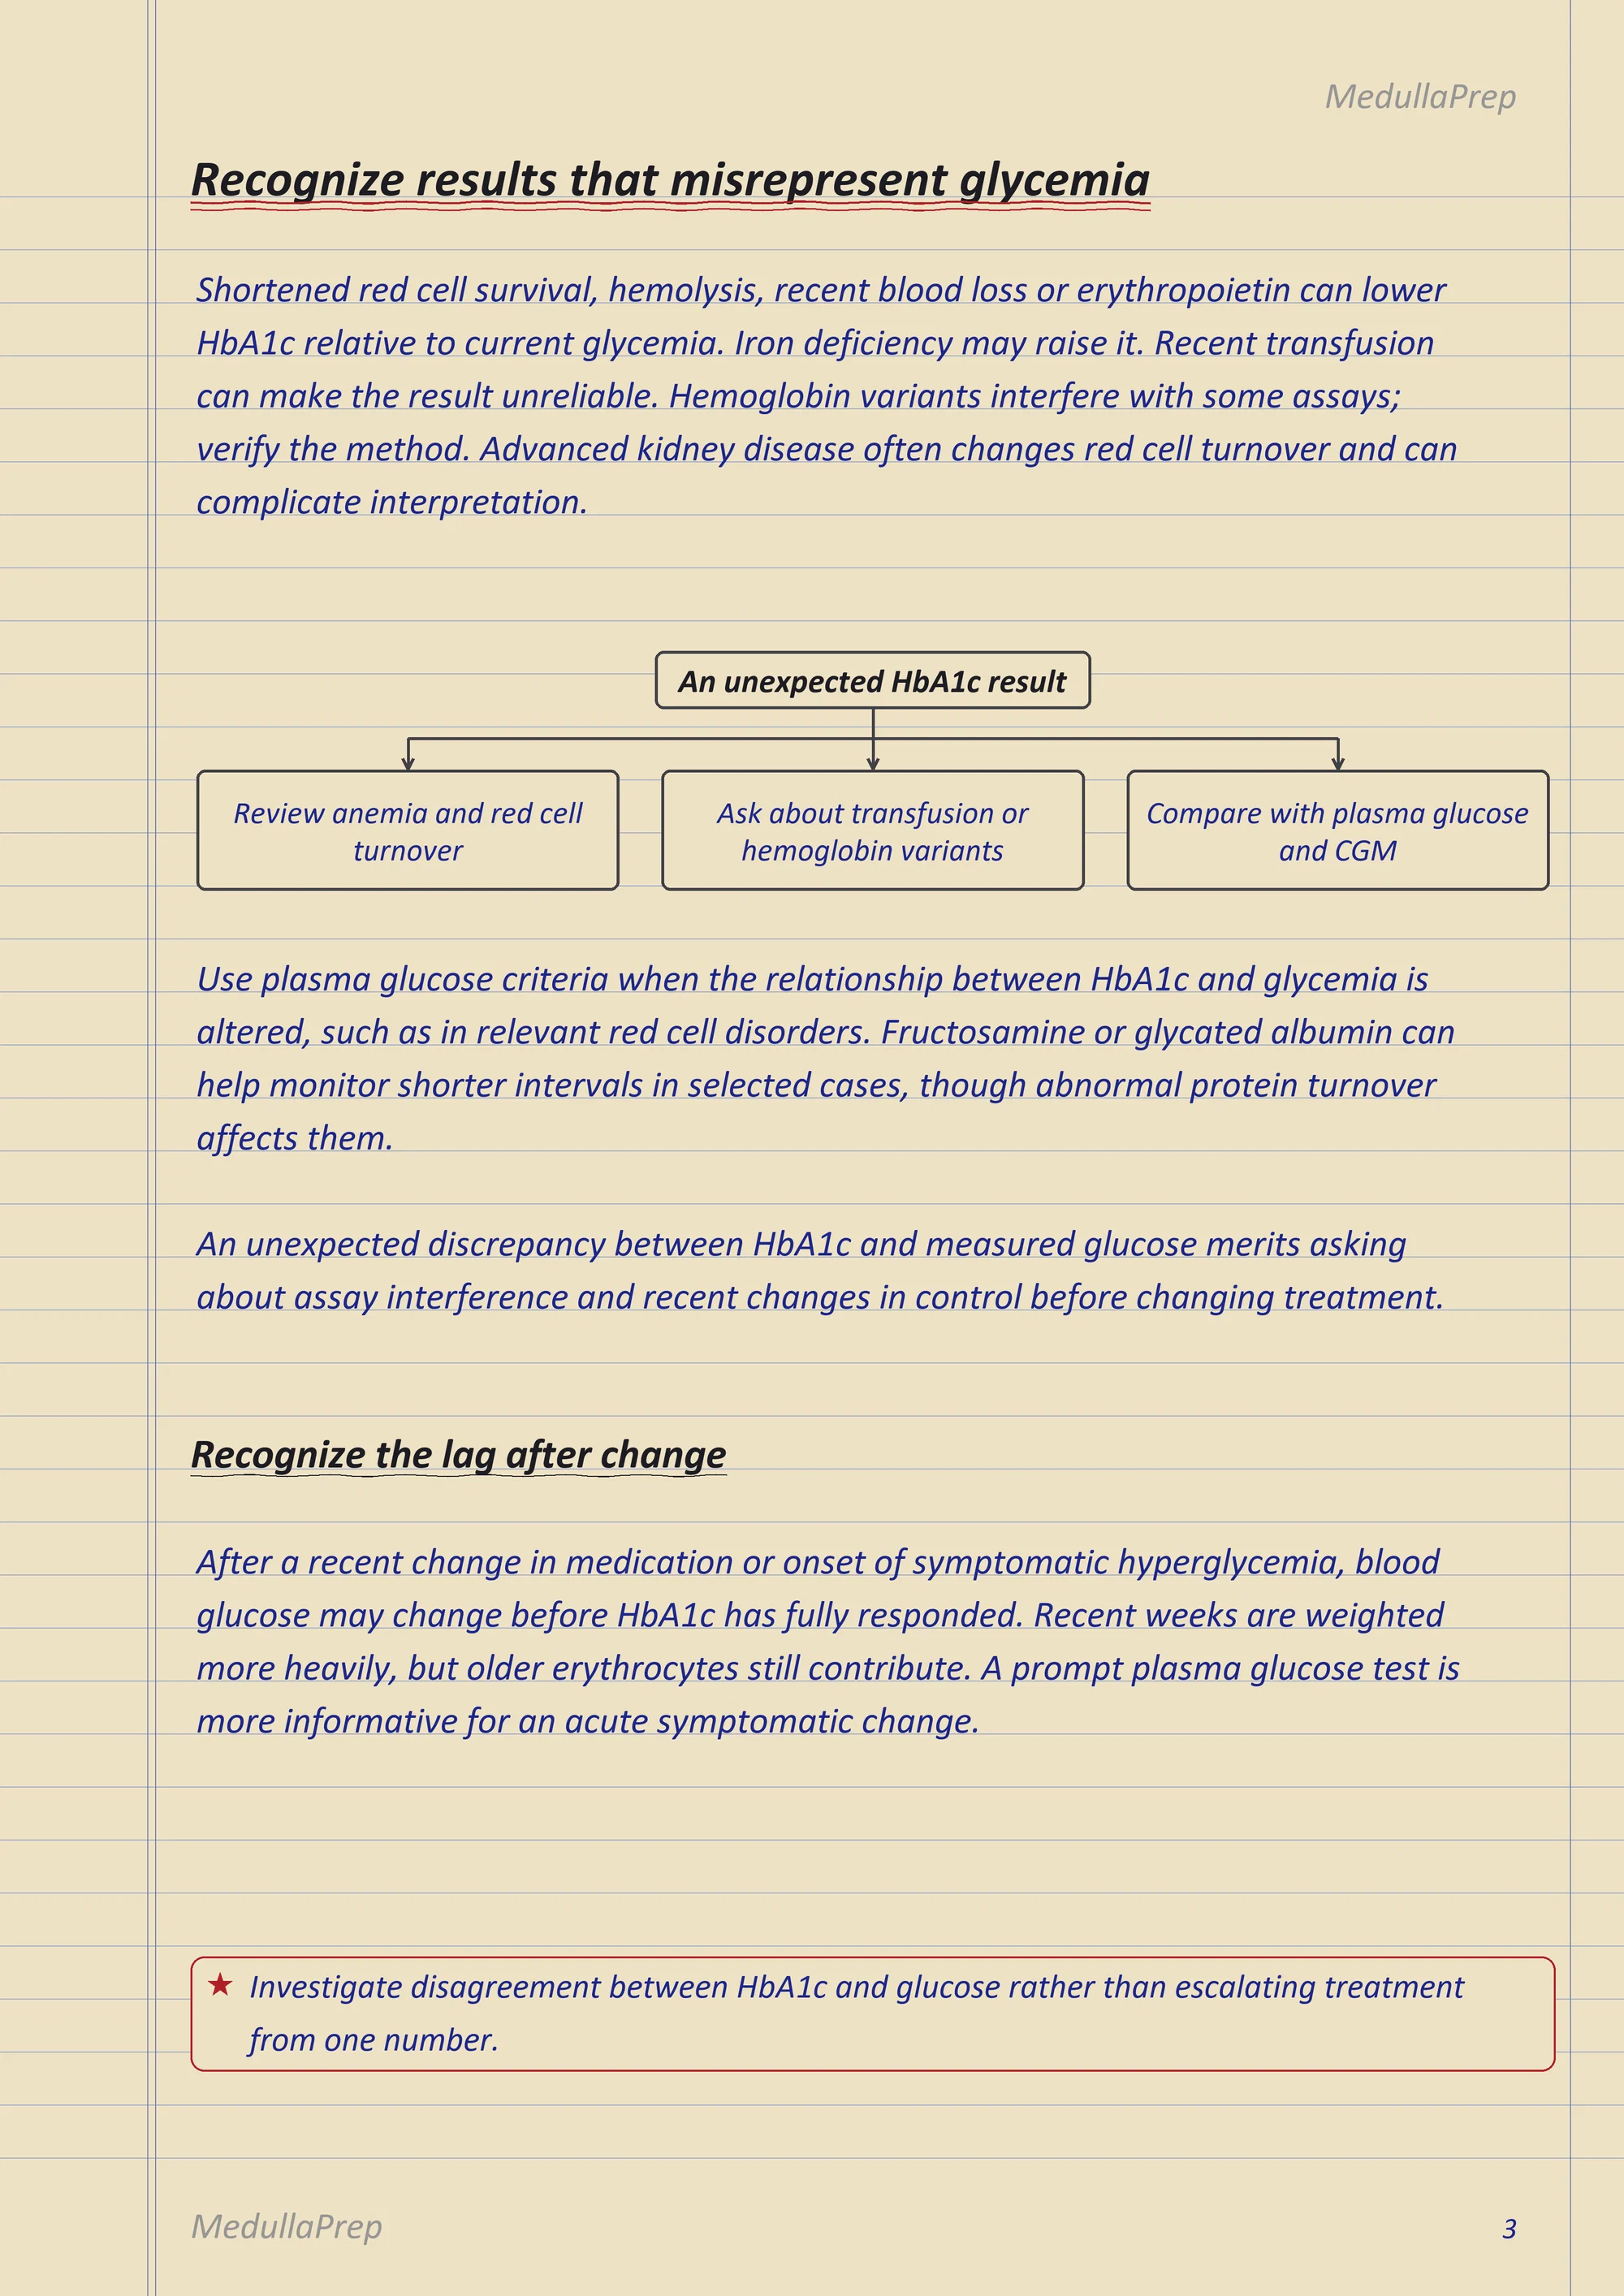 MedullaPrep
Recognize results that misrepresent glycemia
Shortened red cell survival, hemolysis, recent blood loss or erythropoietin can lower
HbA1c relative to current glycemia. Iron deficiency may raise it. Recent transfusion
can make the result unreliable. Hemoglobin variants interfere with some assays;
verify the method. Advanced kidney disease often changes red cell turnover and can
complicate interpretation.
An unexpected HbA1c result
Review anemia and red cell
turnover
Ask about transfusion or
hemoglobin variants
Compare with plasma glucose
and CGM
Use plasma glucose criteria when the relationship between HbA1c and glycemia is
altered, such as in relevant red cell disorders. Fructosamine or glycated albumin can
help monitor shorter intervals in selected cases, though abnormal protein turnover
affects them.
An unexpected discrepancy between HbA1c and measured glucose merits asking
about assay interference and recent changes in control before changing treatment.
Recognize the lag after change
After a recent change in medication or onset of symptomatic hyperglycemia, blood
glucose may change before HbA1c has fully responded. Recent weeks are weighted
more heavily, but older erythrocytes still contribute. A prompt plasma glucose test is
more informative for an acute symptomatic change.
★ Investigate disagreement between HbA1c and glucose rather than escalating treatment
from one number.
MedullaPrep
3